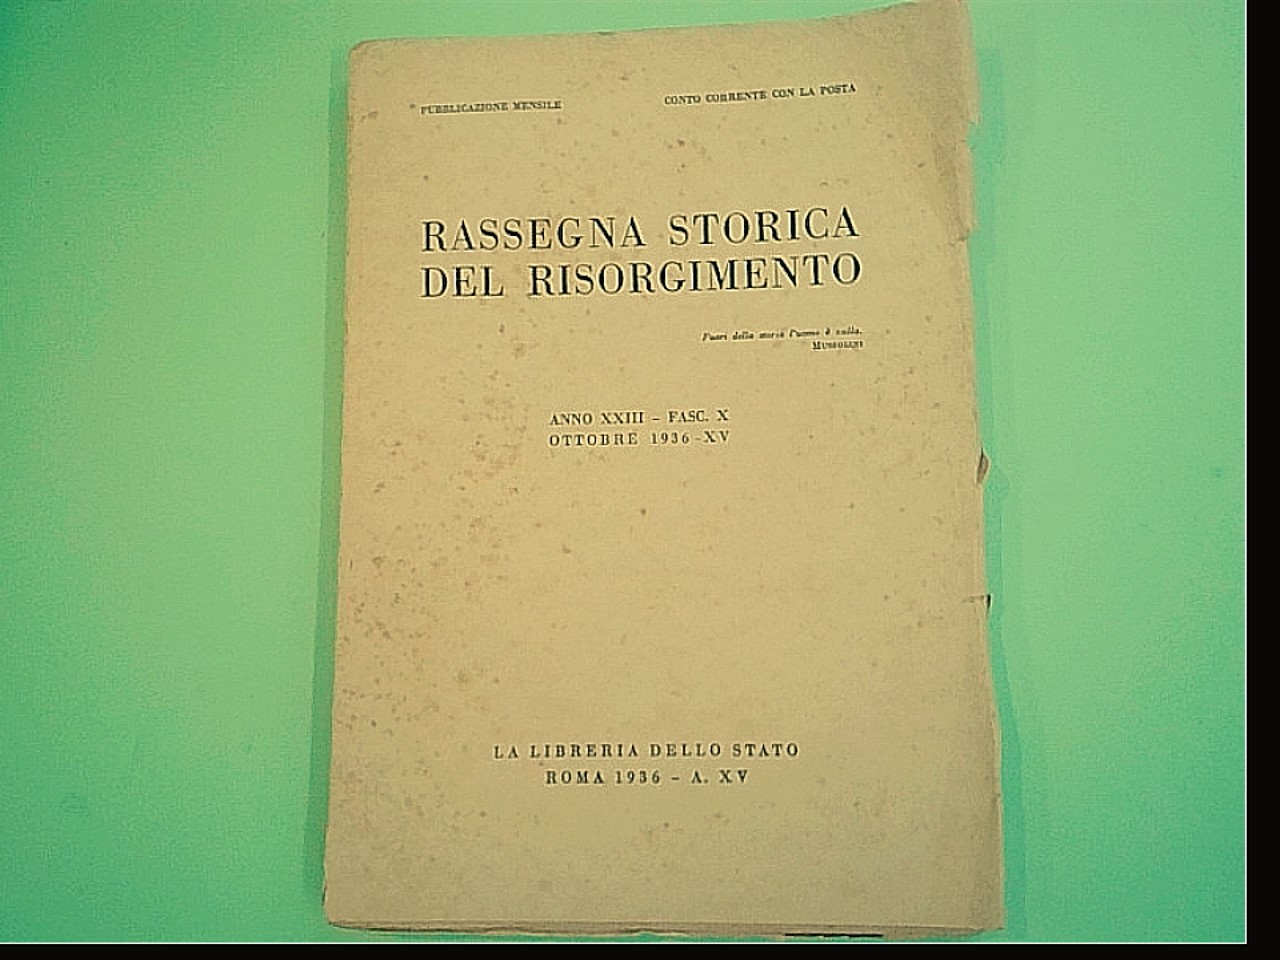 PUBBLICAZIONE MENSILE
CONTO CORRENTE CON LA POSTA
RASSEGNA STORICA
DEL RISORGIMENTO
Fuori della storia l'uomo è nulla.
MUSSOLINI
ANNO XXIII - FASC. X
OTTOBRE 1936-XV
LA LIBRERIA DELLO STATO
ROMA 1936 - A. XV